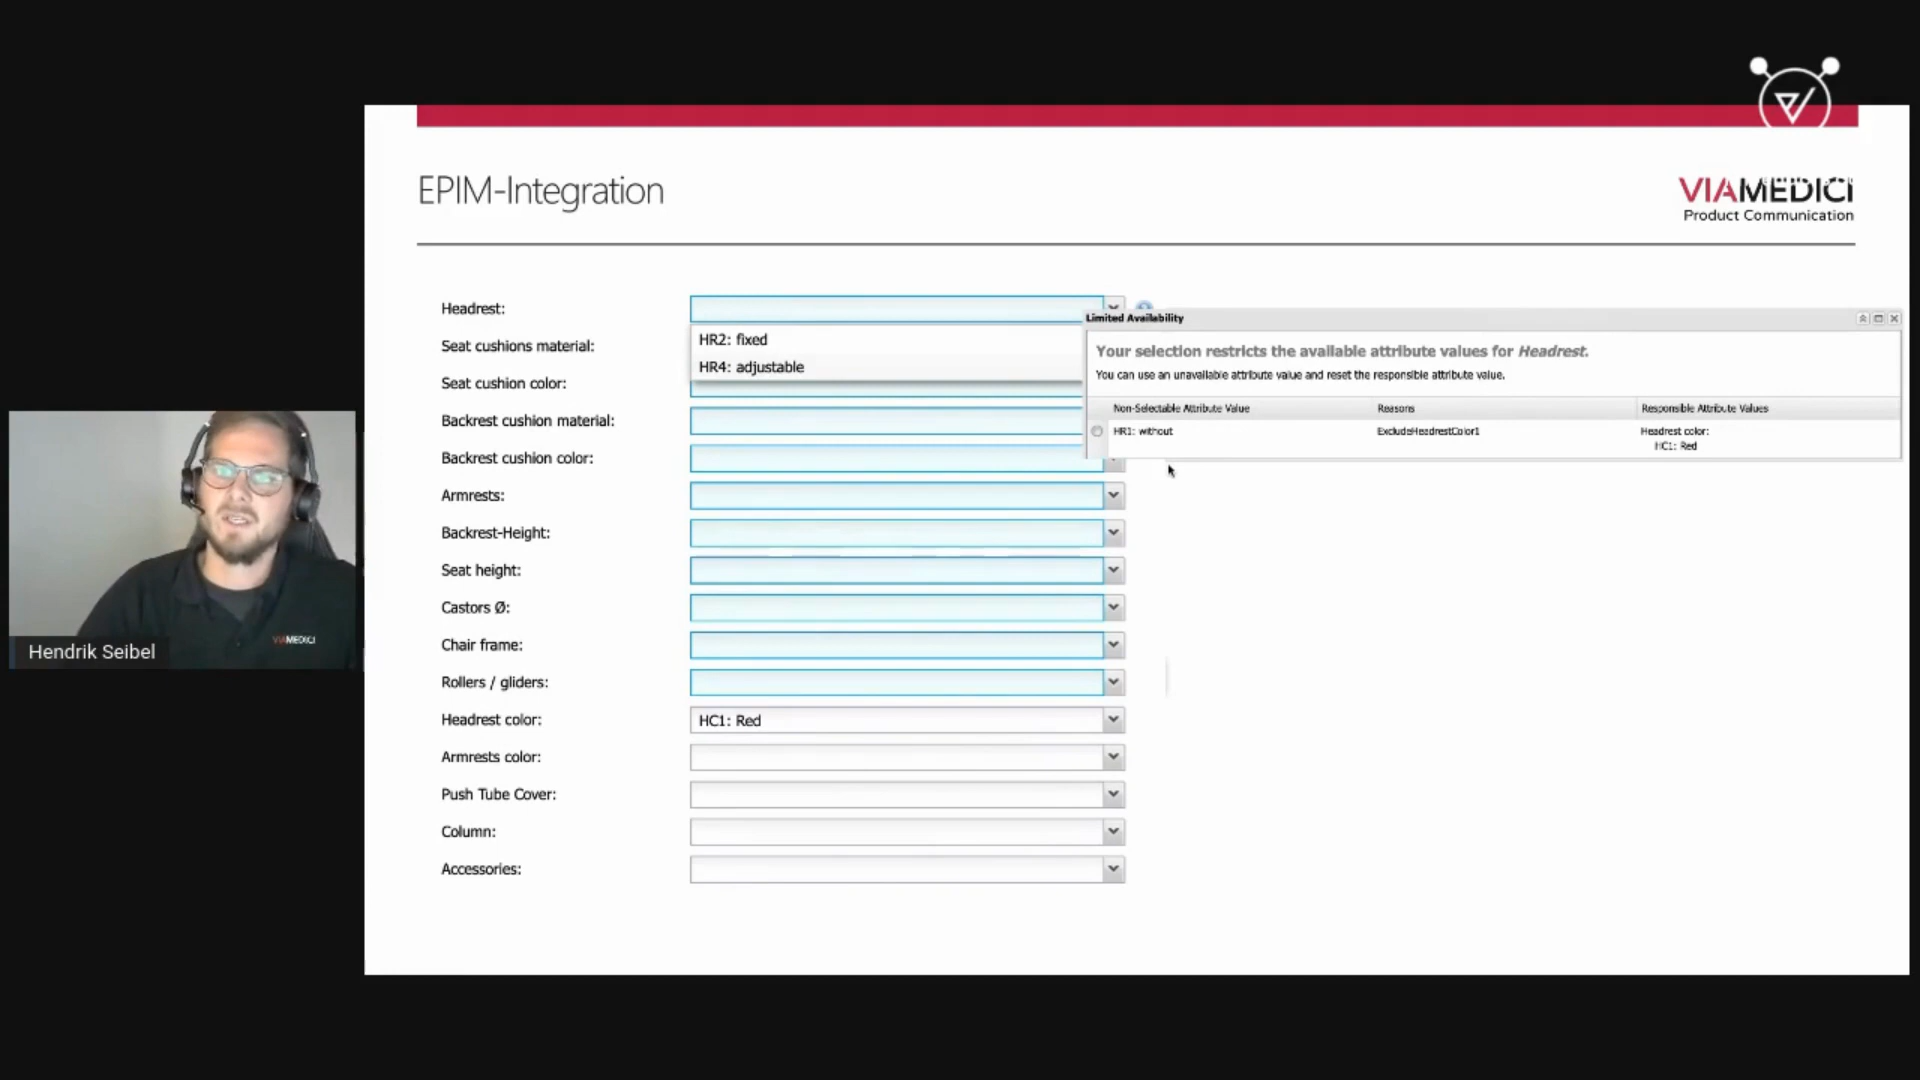 EPIM-Integration
VIAMEDICI
Product Communication
Headrest:
HR2: fixed
HR4: adjustable
Seat cushions material:
Seat cushion color:
Backrest cushion material:
Backrest cushion color:
Armrests:
Backrest-Height:
Seat height:
Castors Ø:
Chair frame:
Rollers / gliders:
Headrest color:
HC1: Red
Armrests color:
Push Tube Cover:
Column:
Accessories:
Limited Availability
Your selection restricts the available attribute values for Headrest.
You can use an unavailable attribute value and reset the responsible attribute value.
Non-Selectable Attribute Value Reasons Responsible Attribute Values
HR1: without ExcludeHeadrestColor1 Headrest color:
HC1: Red
VIAMEDICI
Hendrik Seibel